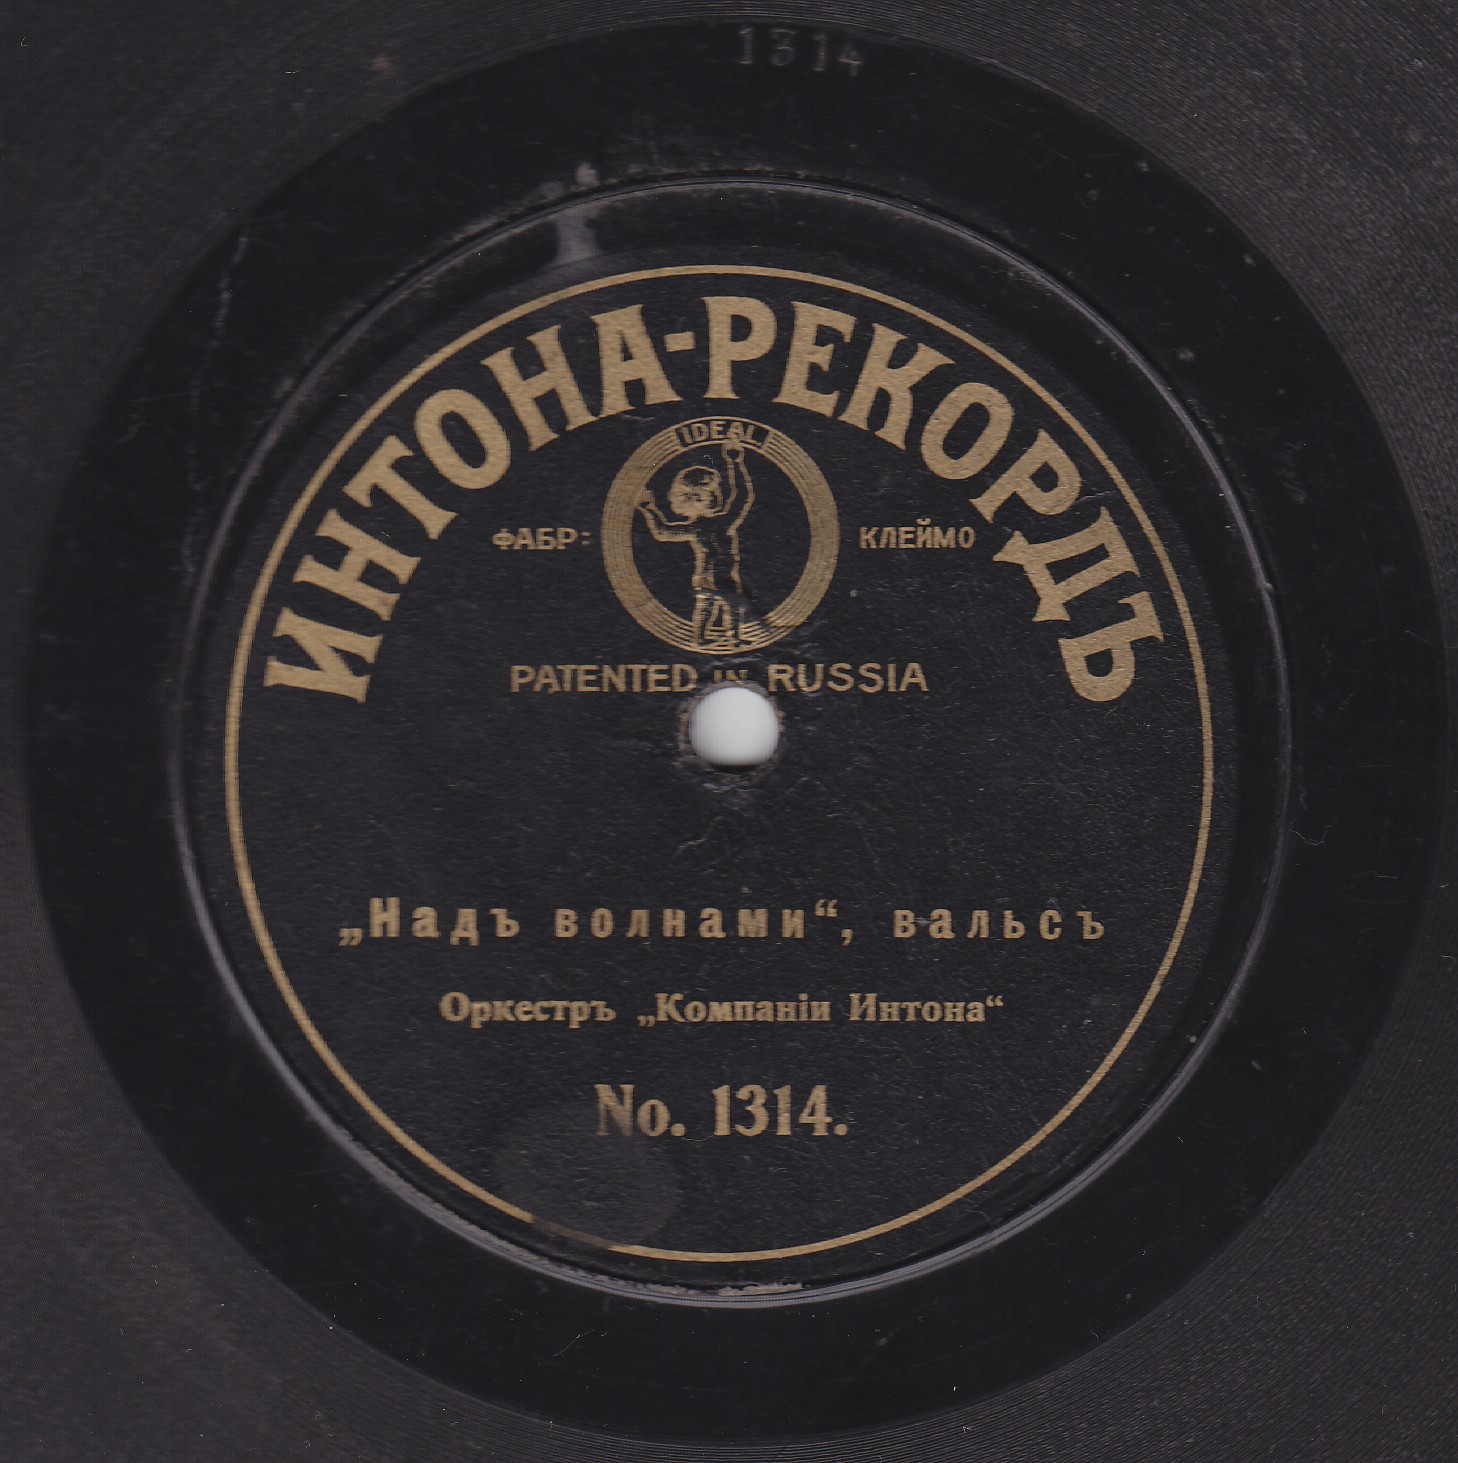 1314
ИНТОНА-РЕКОРДЪ
IDEAL
ФАБР: КЛЕЙМО
PATENTED IN RUSSIA
„Надъ волнами“, вальсъ
Оркестръ „Компаніи Интона“
No. 1314.